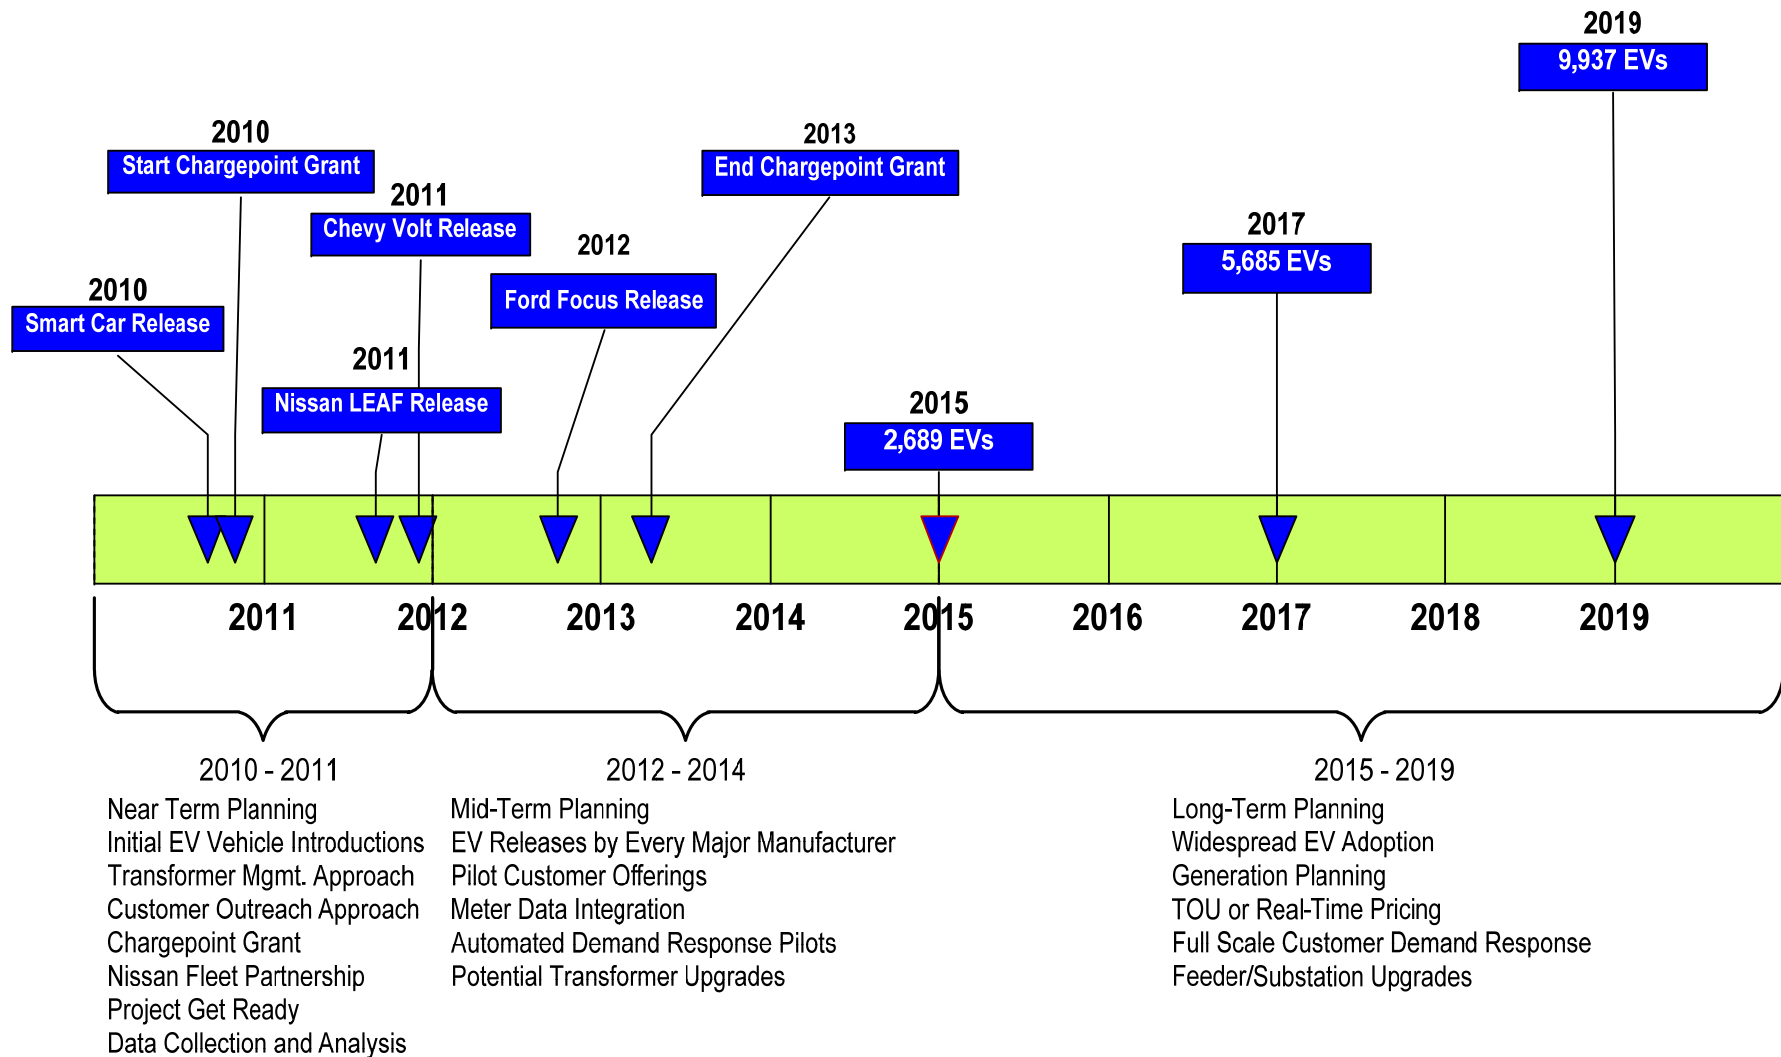 2019
9,937 EVs
2010
Start Chargepoint Grant
2013
End Chargepoint Grant
2011
Chevy Volt Release
2012
Ford Focus Release
2017
5,685 EVs
2010
Smart Car Release
2011
Nissan LEAF Release
2015
2,689 EVs
2011 2012 2013 2014 2015 2016 2017 2018 2019
2010 - 2011
Near Term Planning
Initial EV Vehicle Introductions
Transformer Mgmt. Approach
Customer Outreach Approach
Chargepoint Grant
Nissan Fleet Partnership
Project Get Ready
Data Collection and Analysis
2012 - 2014
Mid-Term Planning
EV Releases by Every Major Manufacturer
Pilot Customer Offerings
Meter Data Integration
Automated Demand Response Pilots
Potential Transformer Upgrades
2015 - 2019
Long-Term Planning
Widespread EV Adoption
Generation Planning
TOU or Real-Time Pricing
Full Scale Customer Demand Response
Feeder/Substation Upgrades